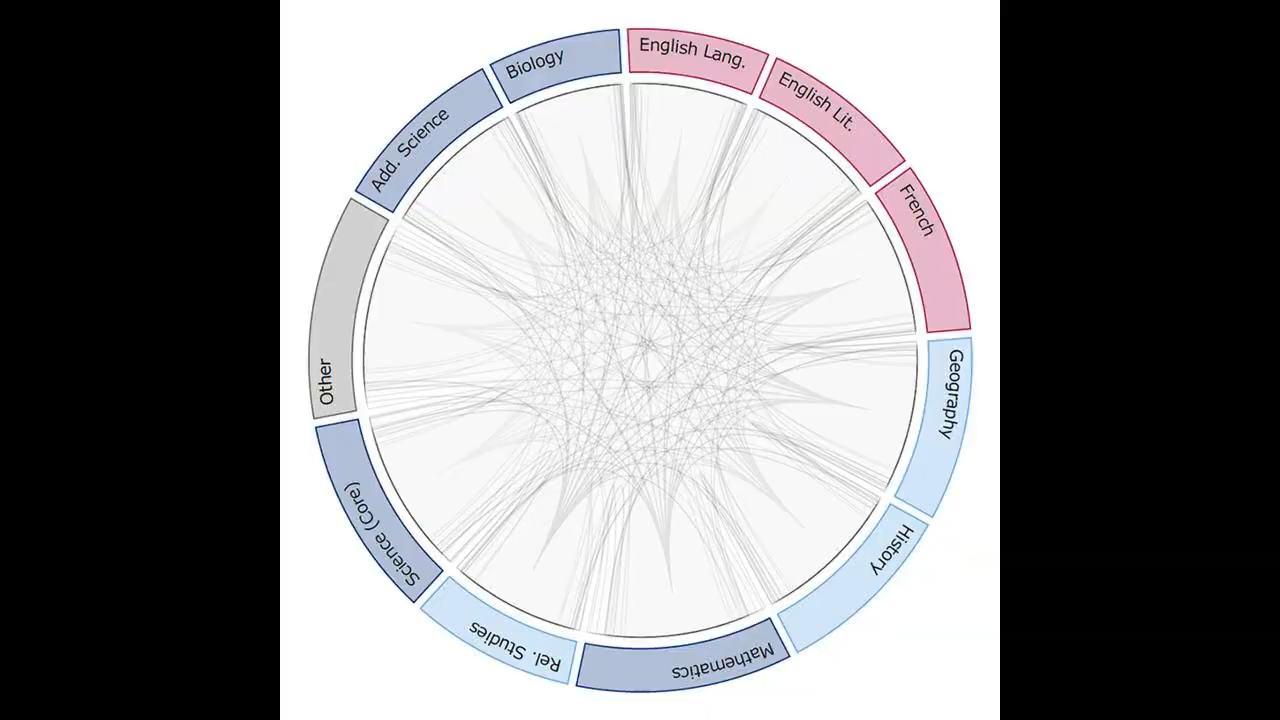 English Lang.
English Lit.
French
Geography
History
Mathematics
Rel. Studies
Science (Core)
Other
Add. Science
Biology